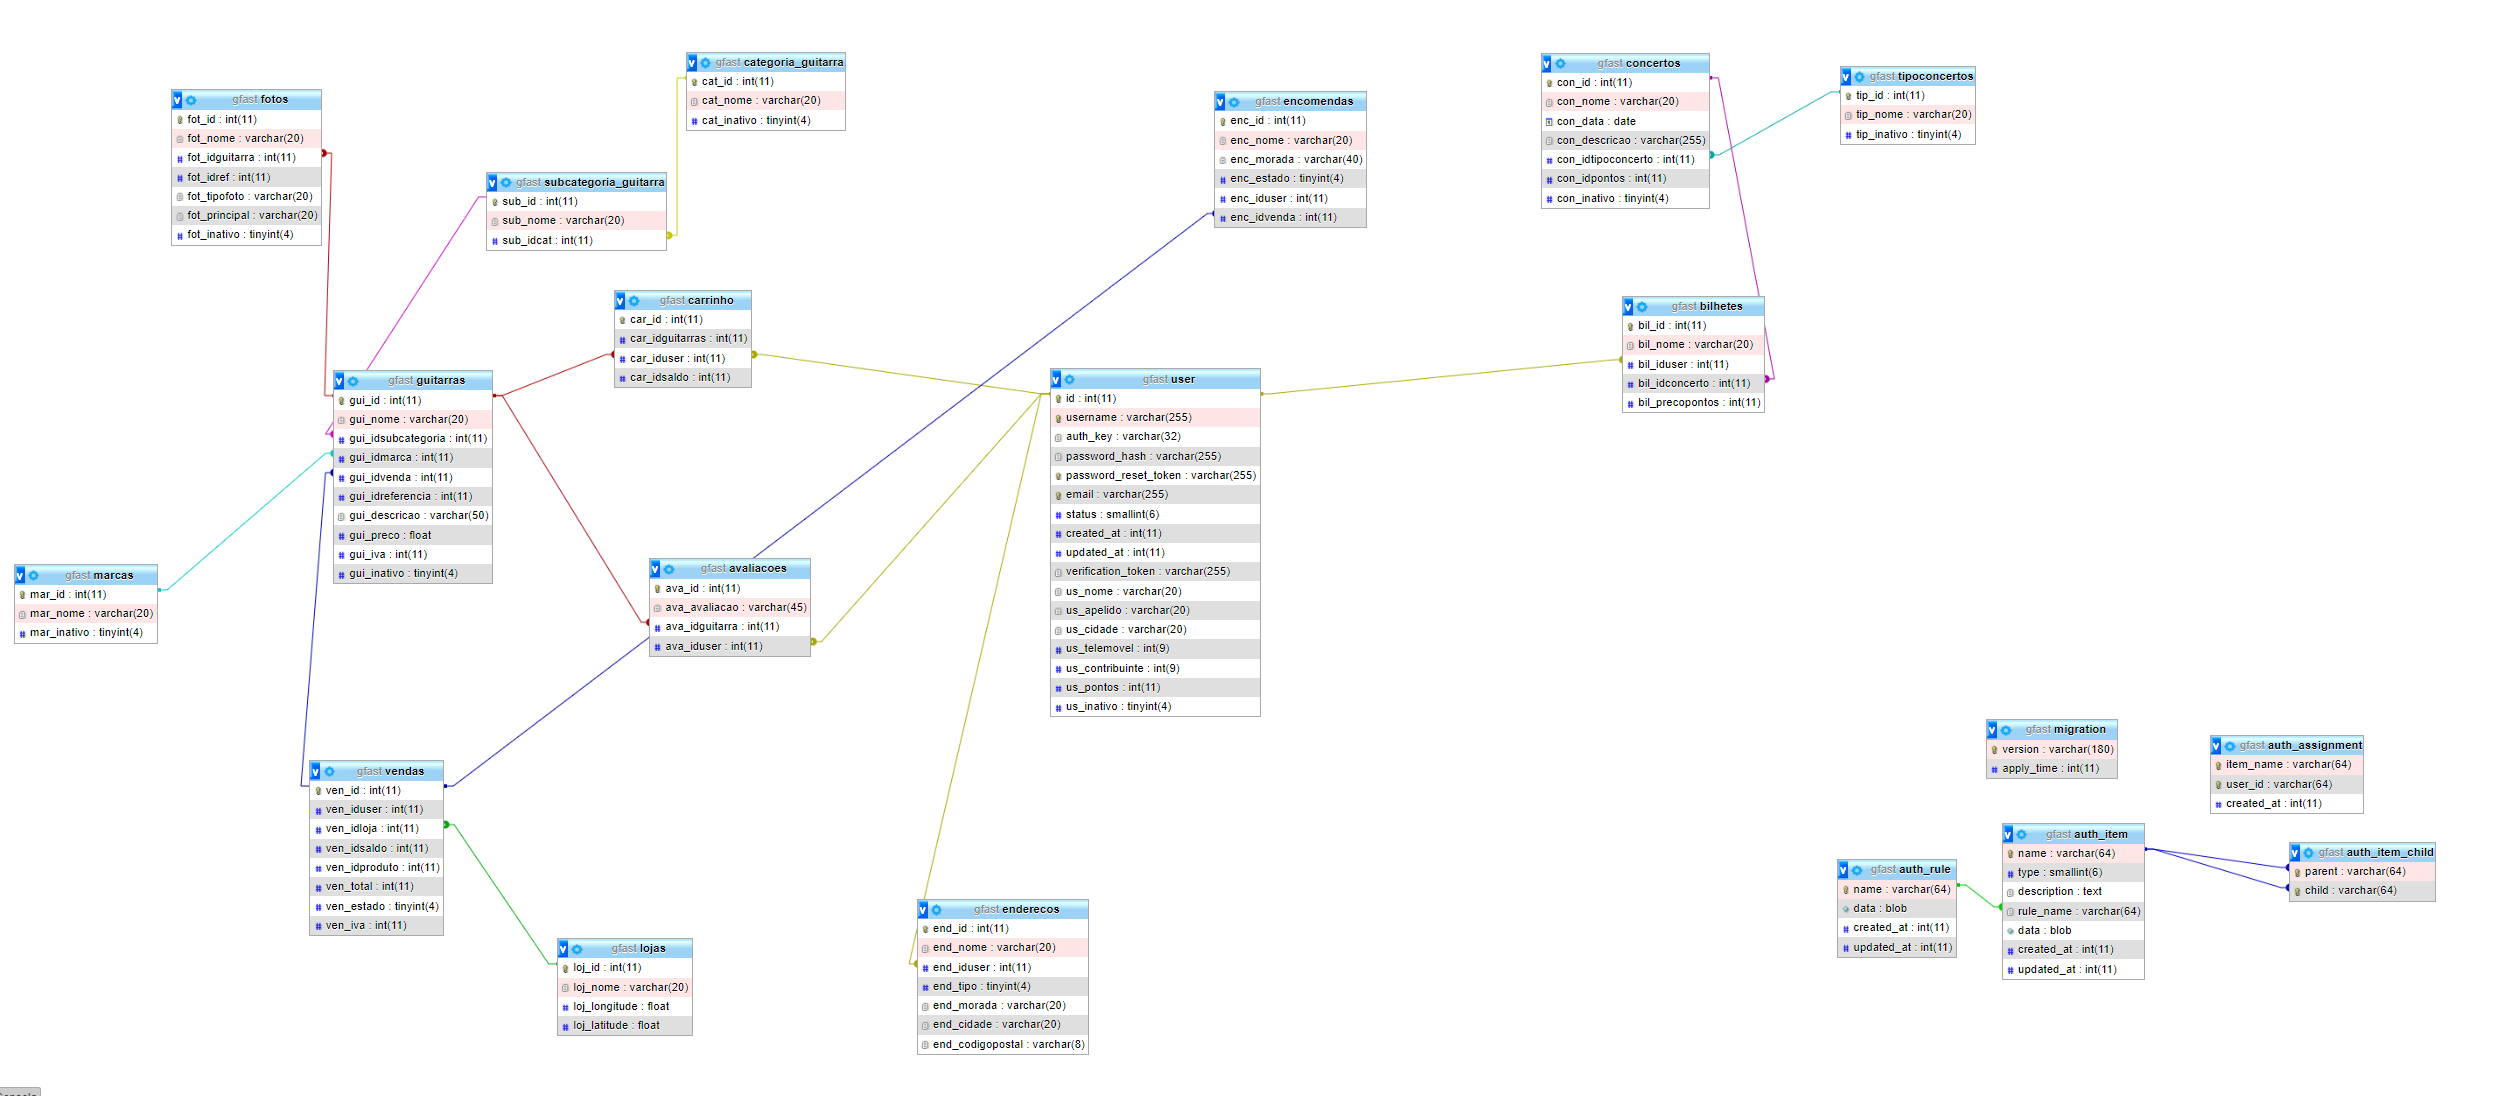 gfast categoria_guitarra
cat_id : int(11)
cat_nome : varchar(20)
cat_inativo : tinyint(4)
gfast concertos
con_id : int(11)
con_nome : varchar(20)
con_data : date
con_descricao : varchar(255)
con_idtipoconcerto : int(11)
con_idpontos : int(11)
con_inativo : tinyint(4)
gfast tipoconcertos
tip_id : int(11)
tip_nome : varchar(20)
tip_inativo : tinyint(4)
gfast fotos
fot_id : int(11)
fot_nome : varchar(20)
fot_idguitarra : int(11)
fot_idref : int(11)
fot_tipofoto : varchar(20)
fot_principal : varchar(20)
fot_inativo : tinyint(4)
gfast encomendas
enc_id : int(11)
enc_nome : varchar(20)
enc_morada : varchar(40)
enc_estado : tinyint(4)
enc_iduser : int(11)
enc_idvenda : int(11)
gfast subcategoria_guitarra
sub_id : int(11)
sub_nome : varchar(20)
sub_idcat : int(11)
gfast carrinho
car_id : int(11)
car_idguitarras : int(11)
car_iduser : int(11)
car_idsaldo : int(11)
gfast bilhetes
bil_id : int(11)
bil_nome : varchar(20)
bil_iduser : int(11)
bil_idconcerto : int(11)
bil_precopontos : int(11)
gfast guitarras
gui_id : int(11)
gui_nome : varchar(20)
gui_idsubcategoria : int(11)
gui_idmarca : int(11)
gui_idvenda : int(11)
gui_idreferencia : int(11)
gui_descricao : varchar(50)
gui_preco : float
gui_iva : int(11)
gui_inativo : tinyint(4)
gfast user
id : int(11)
username : varchar(255)
auth_key : varchar(32)
password_hash : varchar(255)
password_reset_token : varchar(255)
email : varchar(255)
status : smallint(6)
created_at : int(11)
updated_at : int(11)
verification_token : varchar(255)
us_nome : varchar(20)
us_apelido : varchar(20)
us_cidade : varchar(20)
us_telemovel : int(9)
us_contribuinte : int(9)
us_pontos : int(11)
us_inativo : tinyint(4)
gfast marcas
mar_id : int(11)
mar_nome : varchar(20)
mar_inativo : tinyint(4)
gfast avaliacoes
ava_id : int(11)
ava_avaliacao : varchar(45)
ava_idguitarra : int(11)
ava_iduser : int(11)
gfast vendas
ven_id : int(11)
ven_iduser : int(11)
ven_idloja : int(11)
ven_idsaldo : int(11)
ven_idproduto : int(11)
ven_total : int(11)
ven_estado : tinyint(4)
ven_iva : int(11)
gfast lojas
loj_id : int(11)
loj_nome : varchar(20)
loj_longitude : float
loj_latitude : float
gfast enderecos
end_id : int(11)
end_nome : varchar(20)
end_iduser : int(11)
end_tipo : tinyint(4)
end_morada : varchar(20)
end_cidade : varchar(20)
end_codigopostal : varchar(8)
gfast migration
version : varchar(180)
apply_time : int(11)
gfast auth_assignment
item_name : varchar(64)
user_id : varchar(64)
created_at : int(11)
gfast auth_rule
name : varchar(64)
data : blob
created_at : int(11)
updated_at : int(11)
gfast auth_item
name : varchar(64)
type : smallint(6)
description : text
rule_name : varchar(64)
data : blob
created_at : int(11)
updated_at : int(11)
gfast auth_item_child
parent : varchar(64)
child : varchar(64)